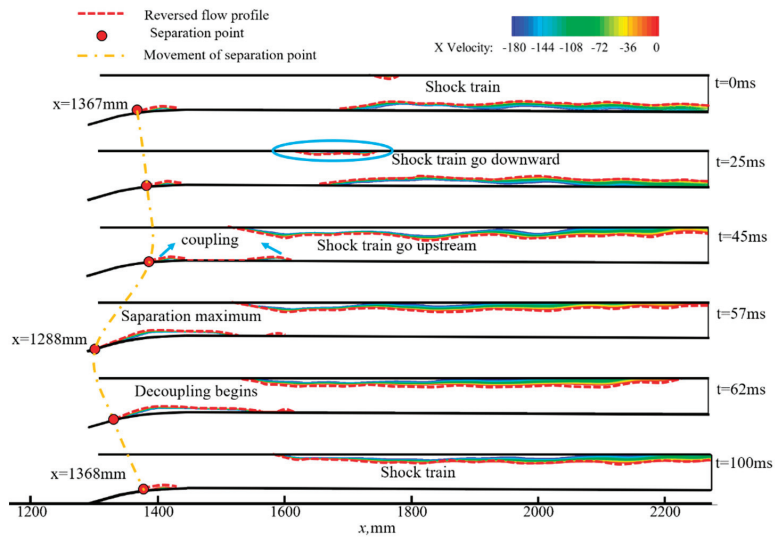 Reversed flow profile
Separation point
Movement of separation point
X Velocity: -180 -144 -108 -72 -36 0
x=1367mm
Shock train
t=0ms
Shock train go downward
t=25ms
coupling
Shock train go upstream
t=45ms
Saparation maximum
t=57ms
x=1288mm
Decoupling begins
t=62ms
x=1368mm
Shock train
t=100ms
1200 1400 1600 1800 2000 2200
x,mm